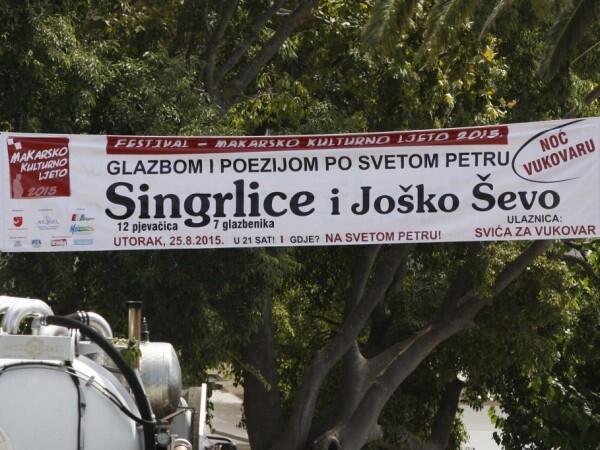 FESTIVAL - MAKARSKO KULTURNO LJETO 2015.
MAKARSKO
KULTURNO
LJETO
2015
GLAZBOM I POEZIJOM PO SVETOM PETRU
NOĆ
VUKOVARU
Singrlice i Joško Ševo
12 pjevačica 7 glazbenika
ULAZNICA:
UTORAK, 25.8.2015. U 21 SAT! I GDJE? NA SVETOM PETRU!
SVIĆA ZA VUKOVAR